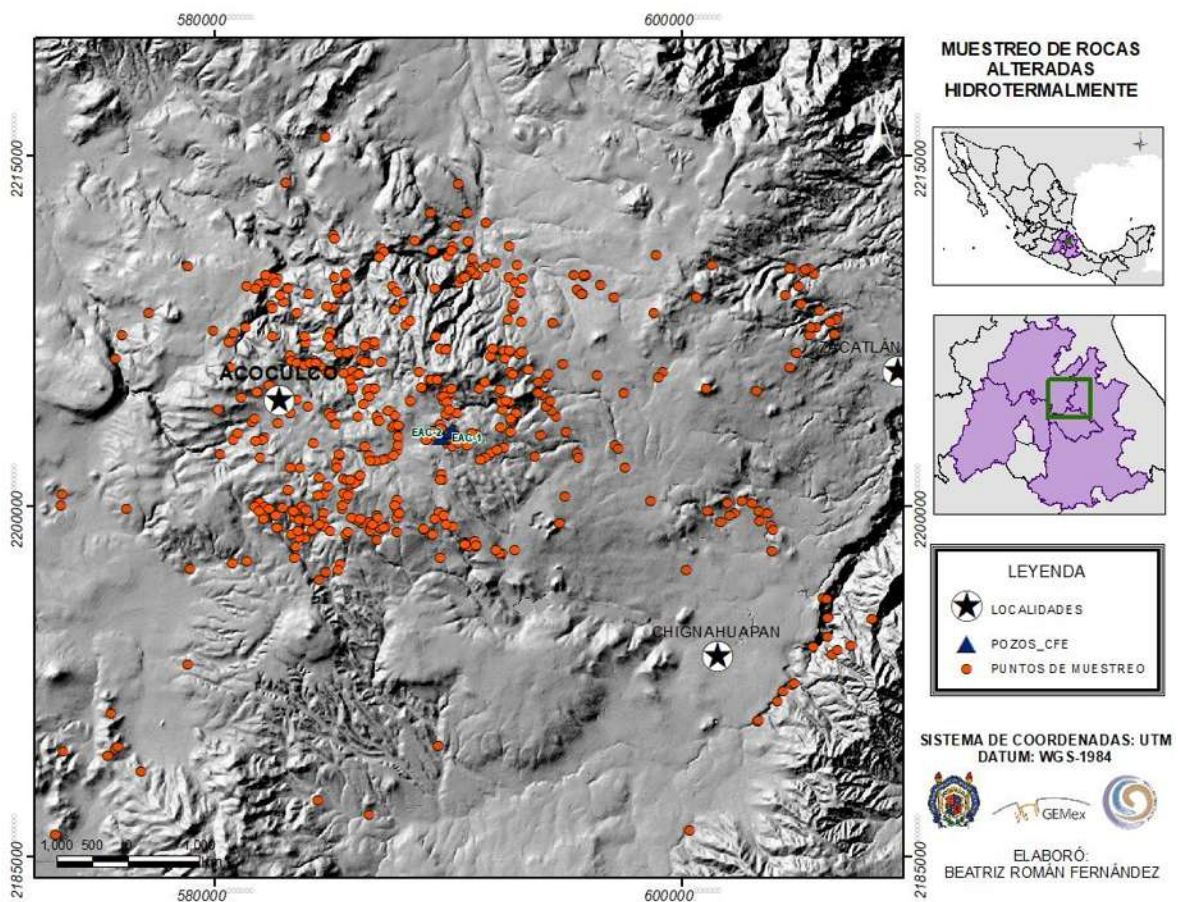 580000
600000
2215000
2215000
ACOCULCO
EAC-2
EAC-1
2200000
2200000
CHIGNAHUAPAN
1,000 500
1,000
km
2185000
2185000
580000
600000
MUESTREO DE ROCAS
ALTERADAS
HIDROTERMALMENTE
LEYENDA
LOCALIDADES
POZOS_CFE
PUNTOS DE MUESTREO
SISTEMA DE COORDENADAS: UTM
DATUM: WGS-1984
GEMex
ELABORÓ:
BEATRIZ ROMÁN FERNÁNDEZ